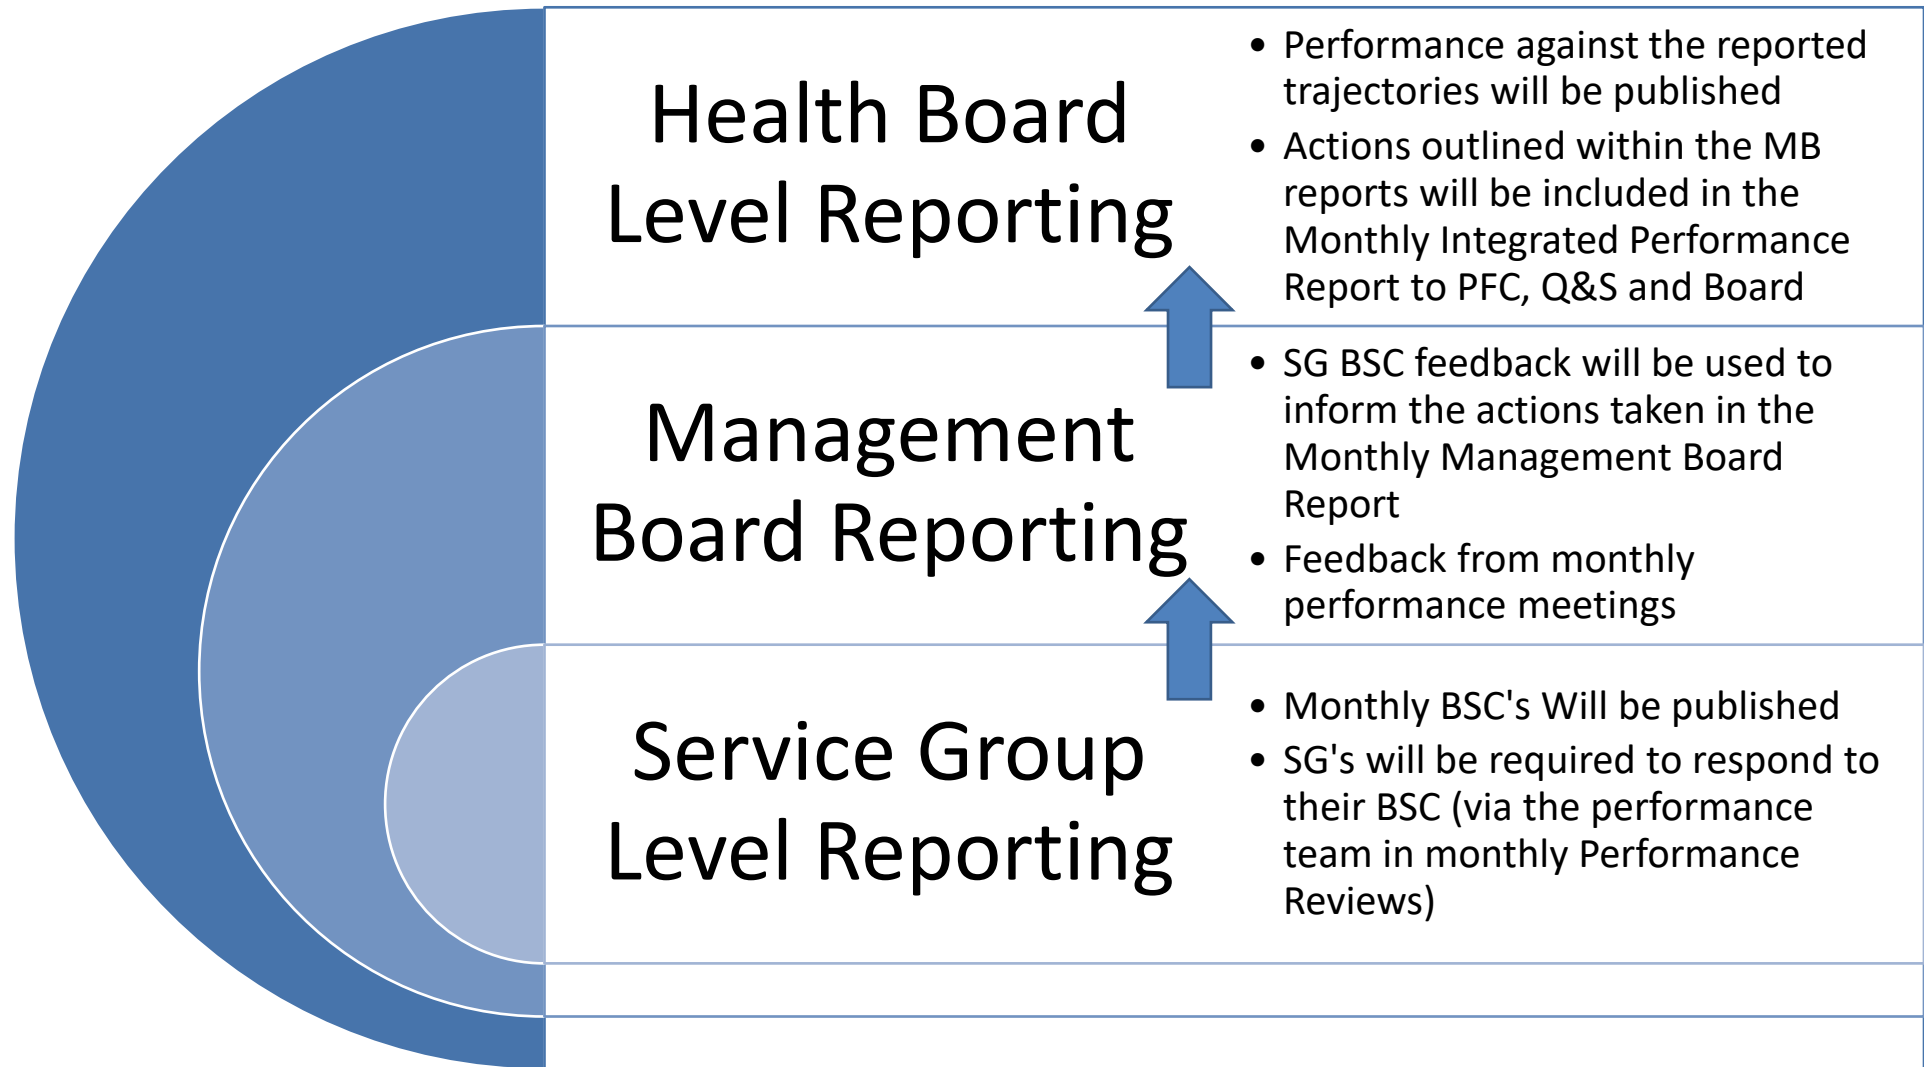 Health Board
Level Reporting
• Performance against the reported
trajectories will be published
• Actions outlined within the MB
reports will be included in the
Monthly Integrated Performance
Report to PFC, Q&S and Board
Management
Board Reporting
• SG BSC feedback will be used to
inform the actions taken in the
Monthly Management Board
Report
• Feedback from monthly
performance meetings
Service Group
Level Reporting
• Monthly BSC's Will be published
• SG's will be required to respond to
their BSC (via the performance
team in monthly Performance
Reviews)